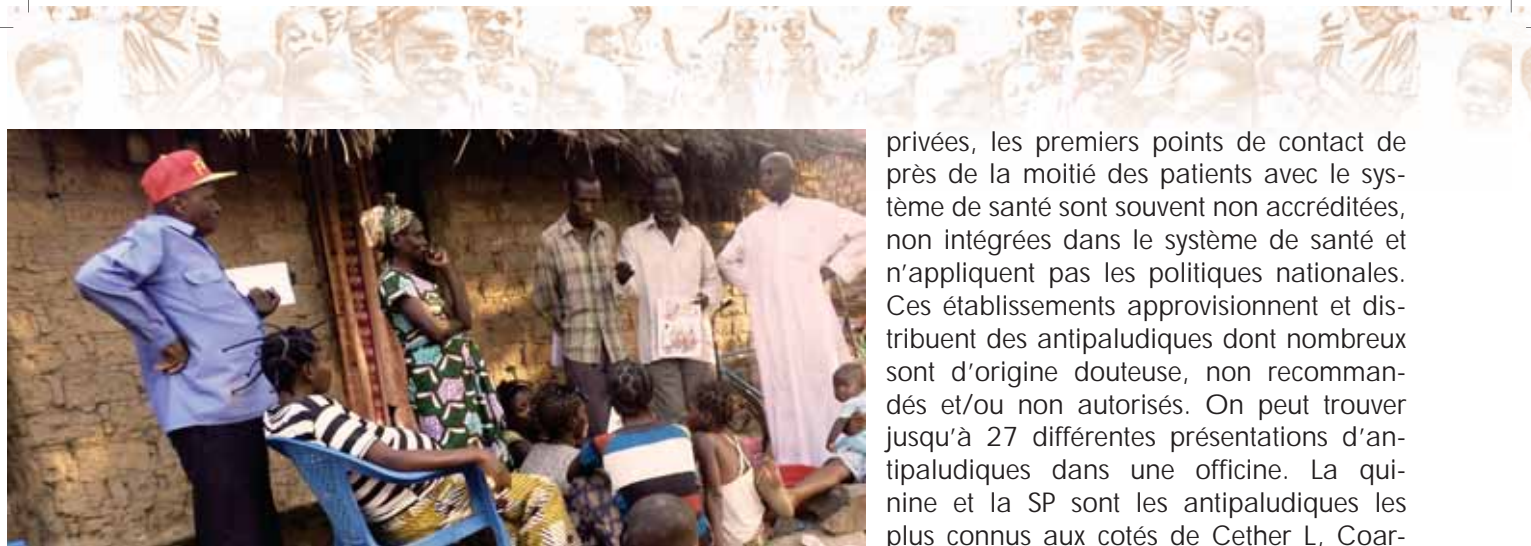 privées, les premiers points de contact de
près de la moitié des patients avec le sys-
tème de santé sont souvent non accréditées,
non intégrées dans le système de santé et
n'appliquent pas les politiques nationales.
Ces établissements approvisionnent et dis-
tribuent des antipaludiques dont nombreux
sont d'origine douteuse, non recomman-
dés et/ou non autorisés. On peut trouver
jusqu'à 27 différentes présentations d'an-
tipaludiques dans une officine. La qui-
nine et la SP sont les antipaludiques les
plus connus aux cotés de Cether L, Coar-